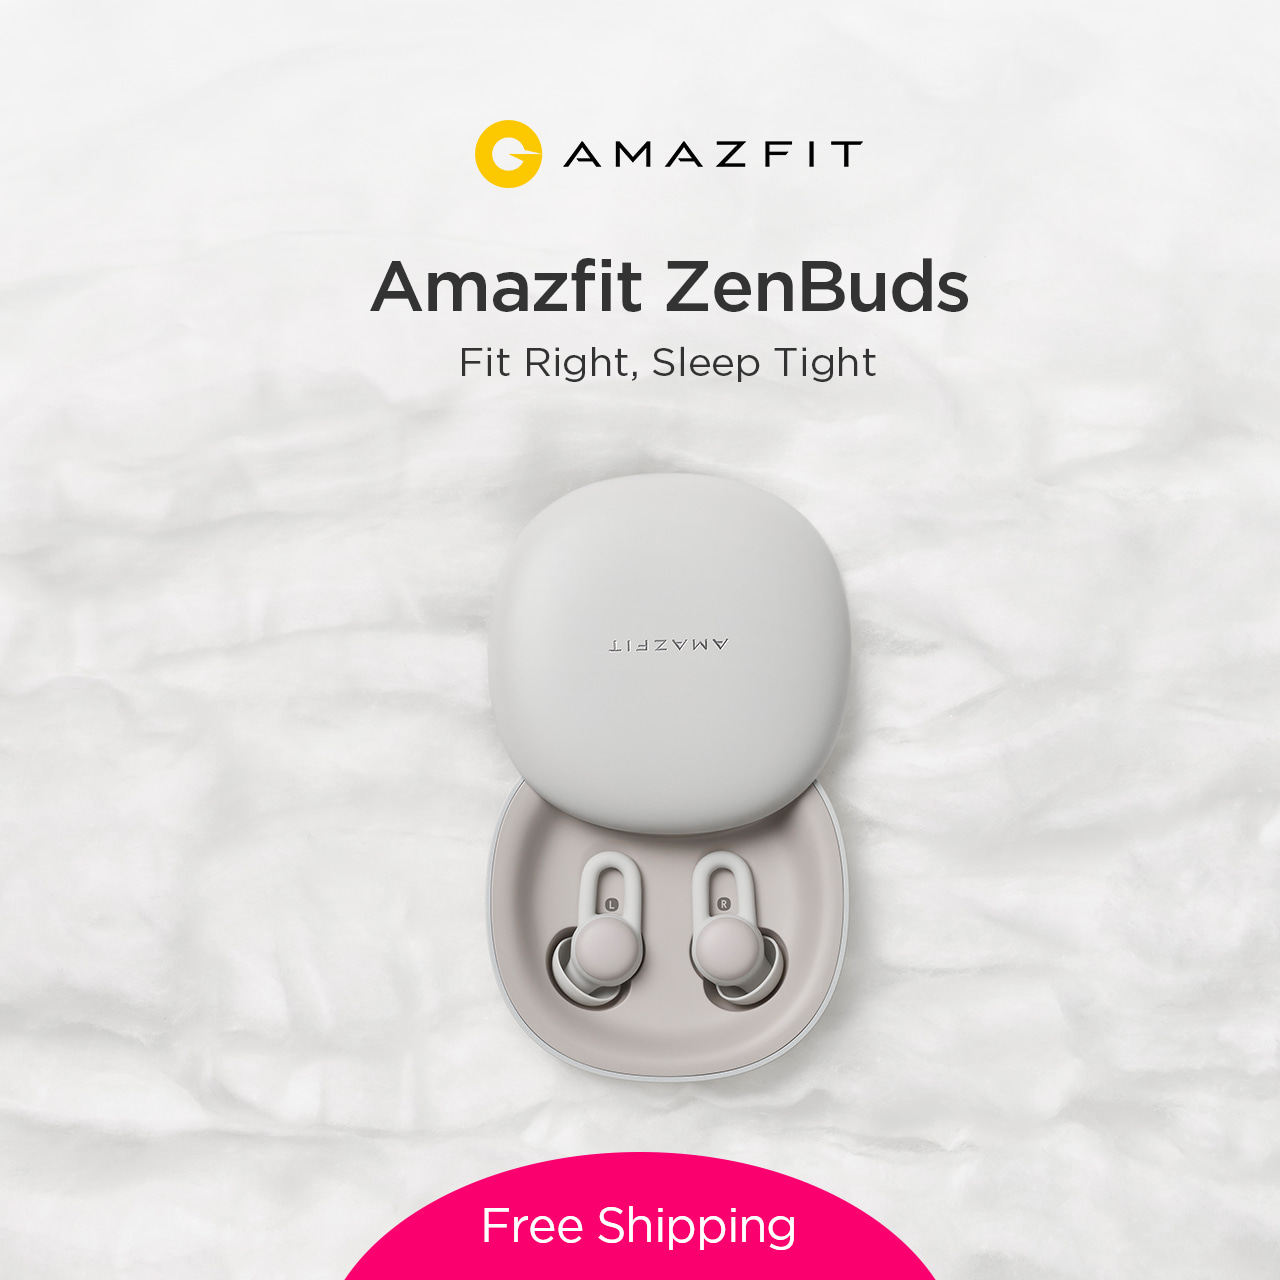 AMAZFIT
Amazfit ZenBuds
Fit Right, Sleep Tight
AMAZFIT
L
R
Free Shipping